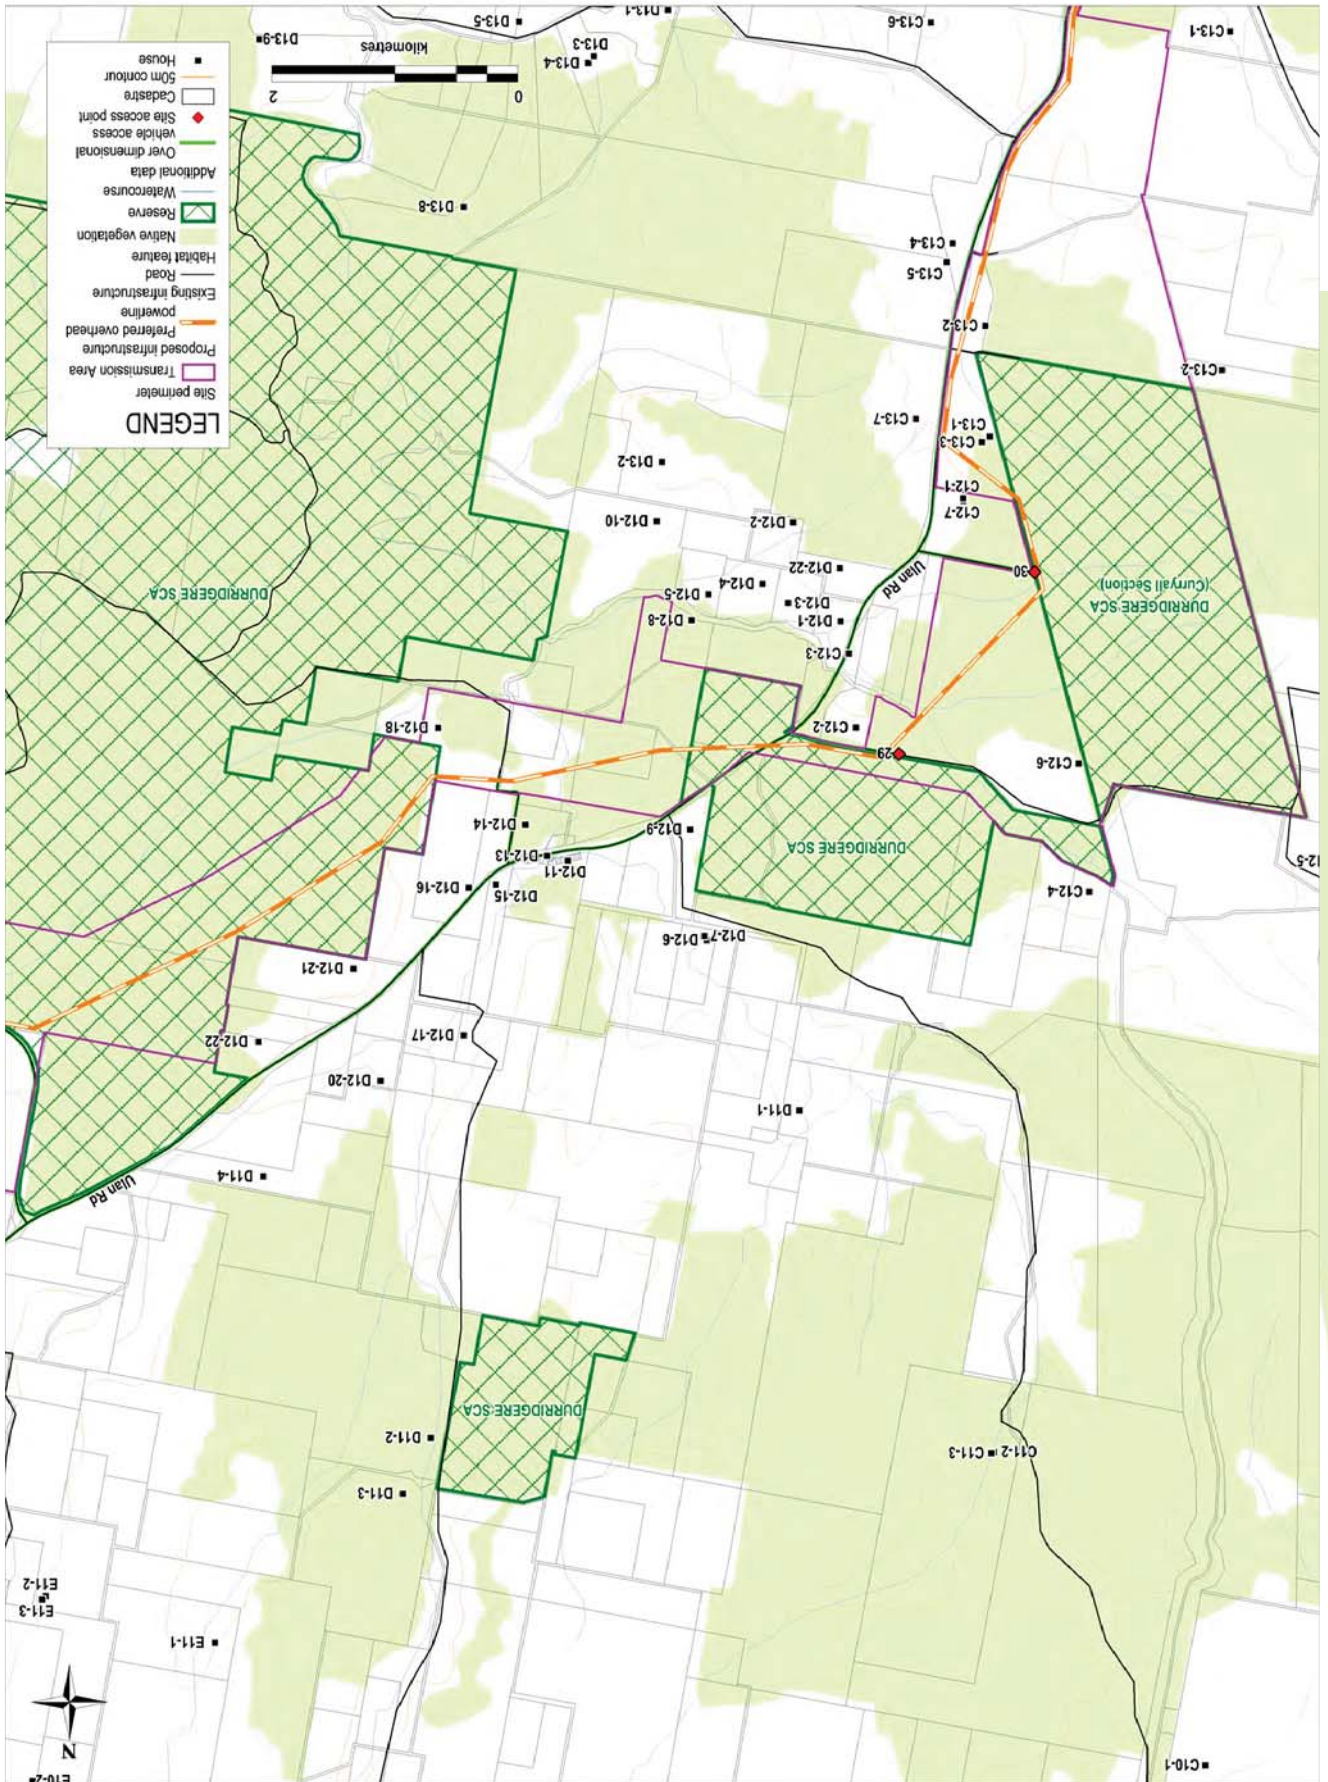 C10-1
N
E11-1
E11-3
E11-2
D11-3
C11-2
C11-3
D11-2
DURRIDGERE SCA
Ulan Rd
D11-4
D11-1
D12-20
D12-22
D12-17
D12-21
D12-7
D12-6
C12-4
D12-15
D12-16
D12-11
D12-13
DURRIDGERE SCA
D12-9
D12-14
C12-6
29
C12-2
D12-18
C12-3
D12-8
D12-1
DURRIDGERE SCA
(Curryall Section)
D12-3
D12-5
DURRIDGERE SCA
D12-4
30
Ulan Rd
D12-22
D12-2
D12-10
C12-7
C12-1
D13-2
C13-3
C13-1
C13-7
C13-2
C13-2
C13-5
C13-4
D13-8
LEGEND
Site perimeter
Transmission Area
Proposed infrastructure
Preferred overhead
powerline
Existing infrastructure
Road
Habitat feature
Native vegetation
Reserve
Watercourse
Additional data
Over dimensional
vehicle access
Site access point
Cadastre
50m contour
House
0
2
kilometres
D13-4
D13-3
D13-9
C13-1
C13-6
D13-5
D13-1